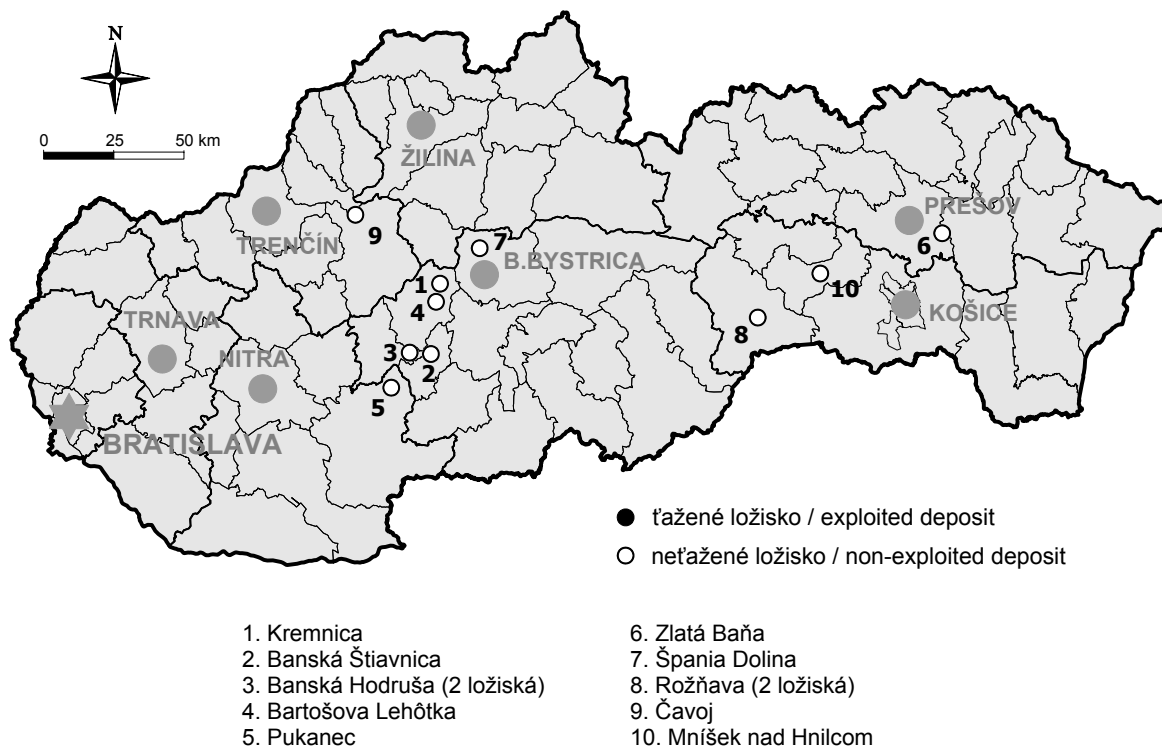 N
0 25 50 km
ŽILINA
PREŠOV
TRENČÍN
9
7
6
B.BYSTRICA
1
10
4
KOŠICE
TRNAVA
8
NITRA
3
2
5
BRATISLAVA
ťažené ložisko / exploited deposit
neťažené ložisko / non-exploited deposit
1. Kremnica
2. Banská Štiavnica
3. Banská Hodruša (2 ložiská)
4. Bartošova Lehôtka
5. Pukanec
6. Zlatá Baňa
7. Špania Dolina
8. Rožňava (2 ložiská)
9. Čavoj
10. Mníšek nad Hnilcom